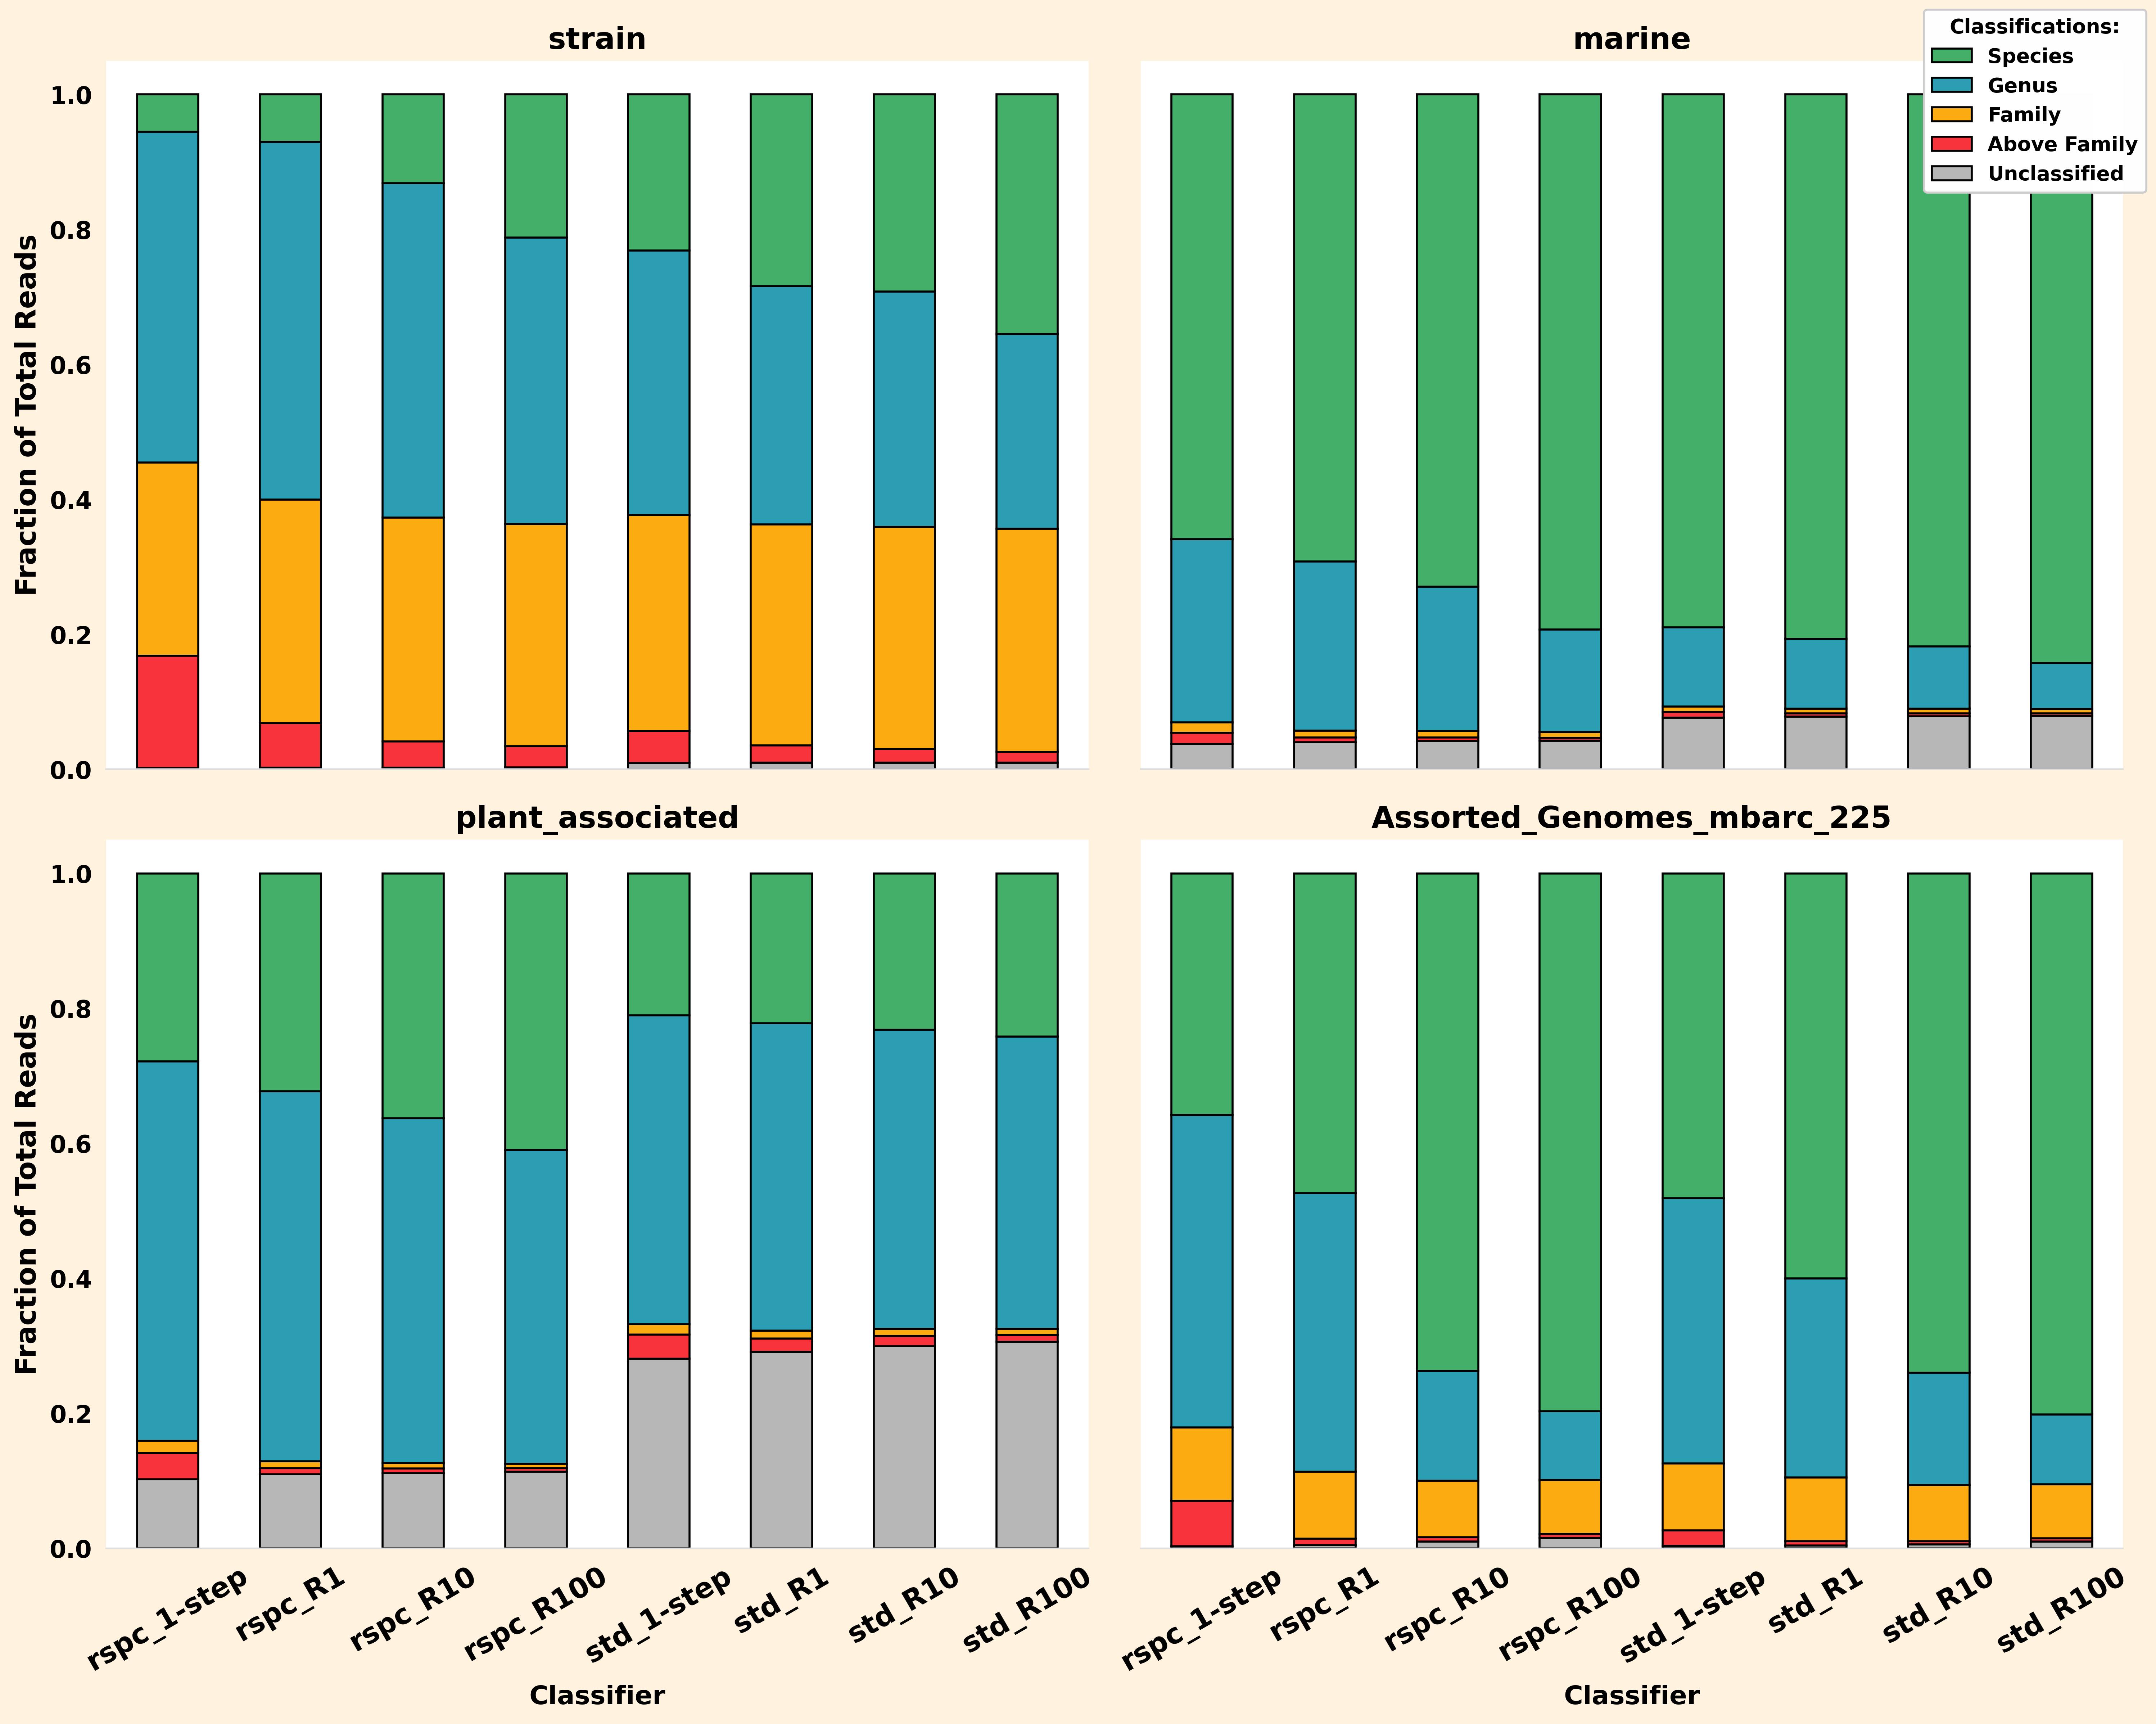 strain
marine
Classifications:
Species
Genus
Family
Above Family
Unclassified
Fraction of Total Reads
1.0
0.8
0.6
0.4
0.2
0.0
plant_associated
Assorted_Genomes_mbarc_225
Fraction of Total Reads
1.0
0.8
0.6
0.4
0.2
0.0
rspc_1-step
rspc_R1
rspc_R10
rspc_R100
std_1-step
std_R1
std_R10
std_R100
rspc_1-step
rspc_R1
rspc_R10
rspc_R100
std_1-step
std_R1
std_R10
std_R100
Classifier
Classifier